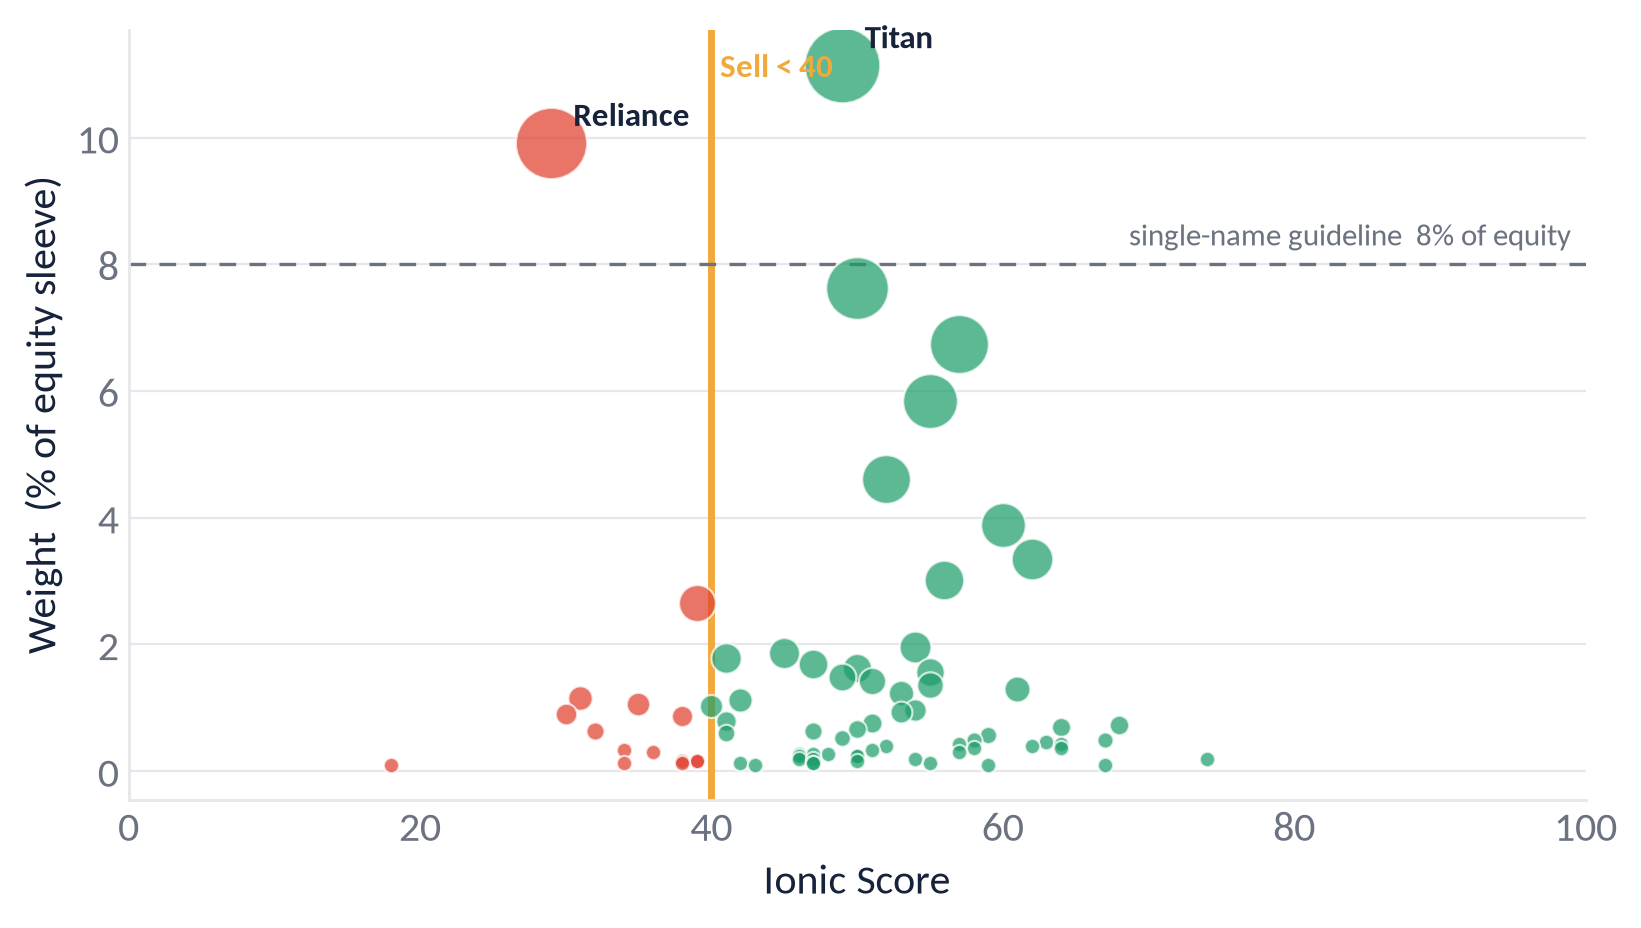 Titan
Sell < 40
Reliance
10
single-name guideline 8% of equity
8
6
4
2
0
Weight (% of equity sleeve)
0 20 40 60 80 100
Ionic Score